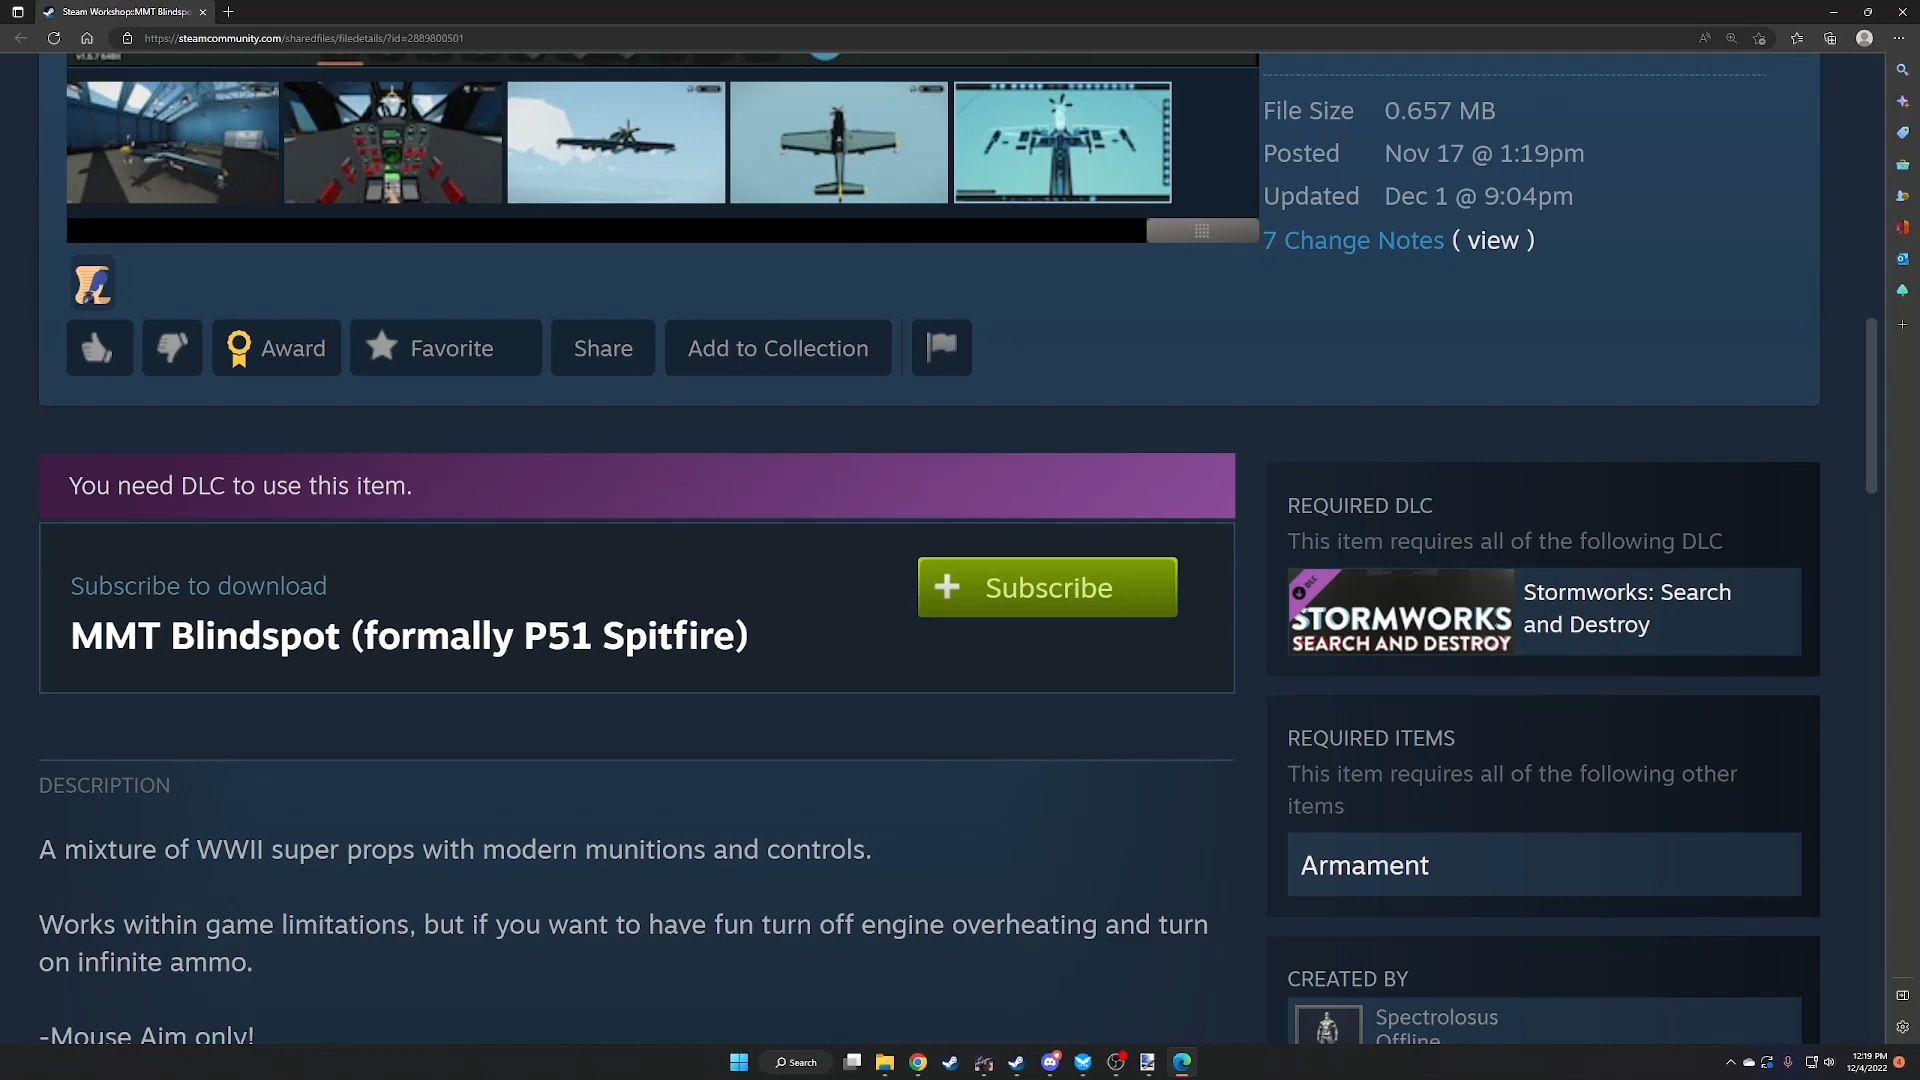 Steam Workshop::MMT Blindspo
https://steamcommunity.com/sharedfiles/filedetails/?id=2889800501
File Size 0.657 MB
Posted Nov 17 @ 1:19pm
Updated Dec 1 @ 9:04pm
7 Change Notes ( view )
Award
Favorite
Share
Add to Collection
You need DLC to use this item.
Subscribe to download
MMT Blindspot (formally P51 Spitfire)
Subscribe
DESCRIPTION
A mixture of WWII super props with modern munitions and controls.
Works within game limitations, but if you want to have fun turn off engine overheating and turn
on infinite ammo.
-Mouse Aim only!
REQUIRED DLC
This item requires all of the following DLC
DLC
STORMWORKS
SEARCH AND DESTROY
Stormworks: Search
and Destroy
REQUIRED ITEMS
This item requires all of the following other
items
Armament
CREATED BY
Spectrolosus
Offline
Search
12:19 PM
12/4/2022
4